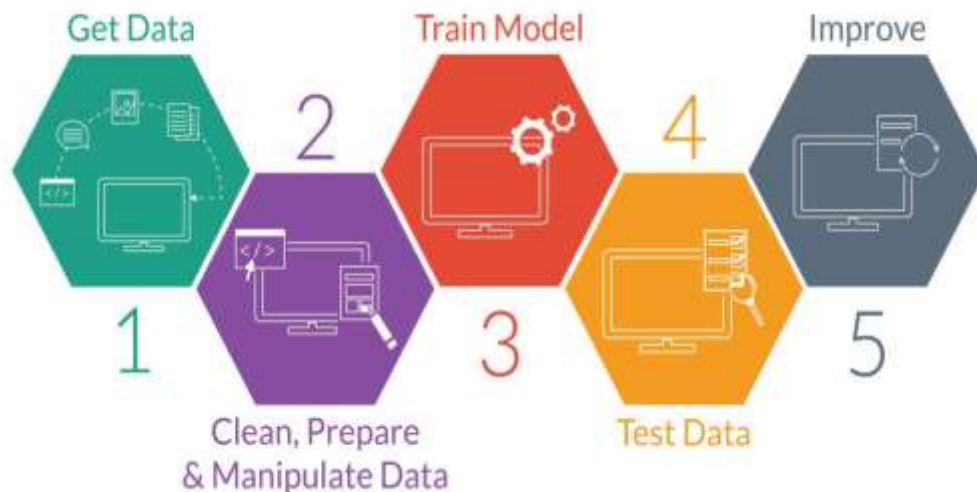 Get Data
1
2
Clean, Prepare
& Manipulate Data
</>
</>
Train Model
3
4
Test Data
Improve
5